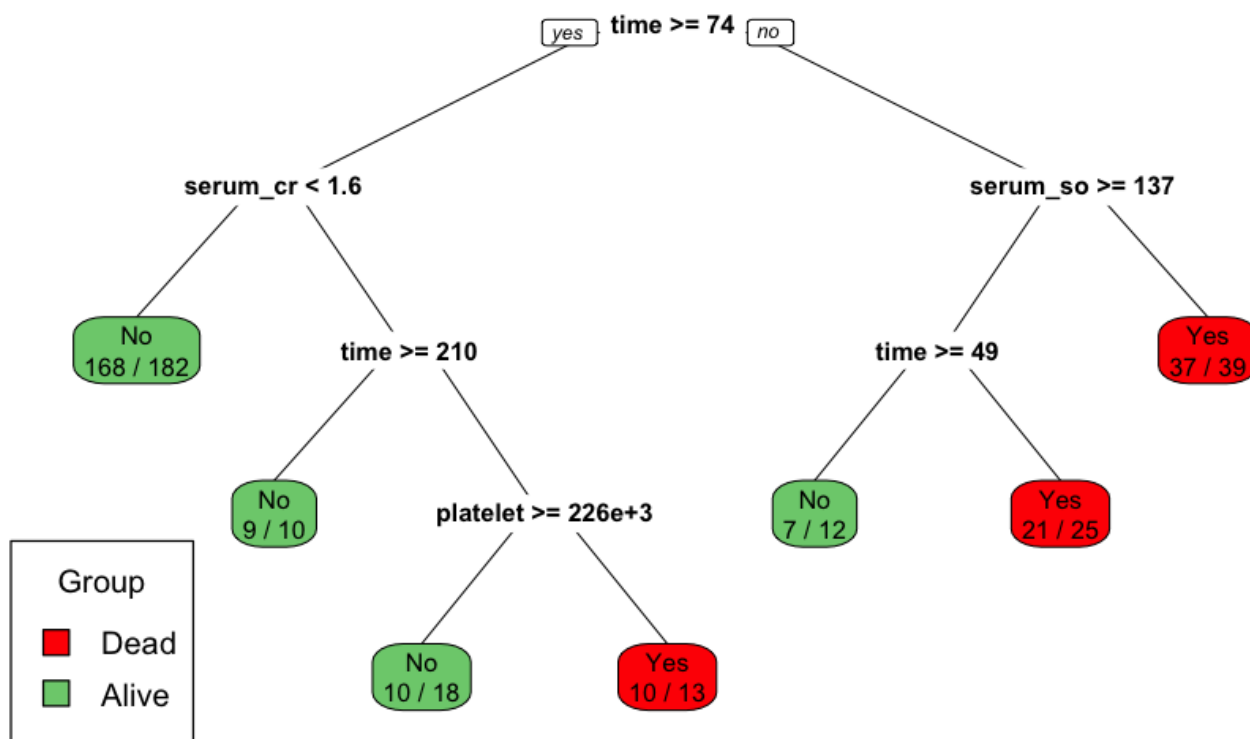 yes time >= 74 no
serum_cr < 1.6
serum_so >= 137
No
168 / 182
time >= 210
time >= 49
Yes
37 / 39
No
9 / 10
platelet >= 226e+3
No
7 / 12
Yes
21 / 25
Group
Dead
Alive
No
10 / 18
Yes
10 / 13